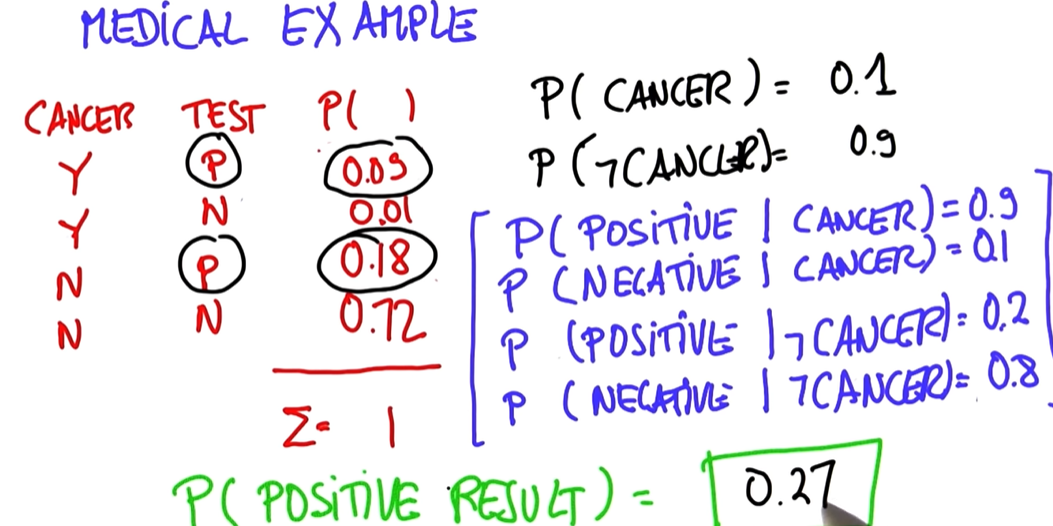 MEDICAL EXAMPLE
CANCER TEST P( )
Y P 0.09
Y N 0.01
N P 0.18
N N 0.72
Σ= 1
P( CANCER ) = 0.1
P (¬CANCER)= 0.9
P( POSITIVE | CANCER)=0.9
P (NEGATIVE | CANCER) = 0.1
P (POSITIVE |¬CANCER)= 0.2
P (NEGATIVE | ¬CANCER)= 0.8
P( POSITIVE RESULT) = 0.27